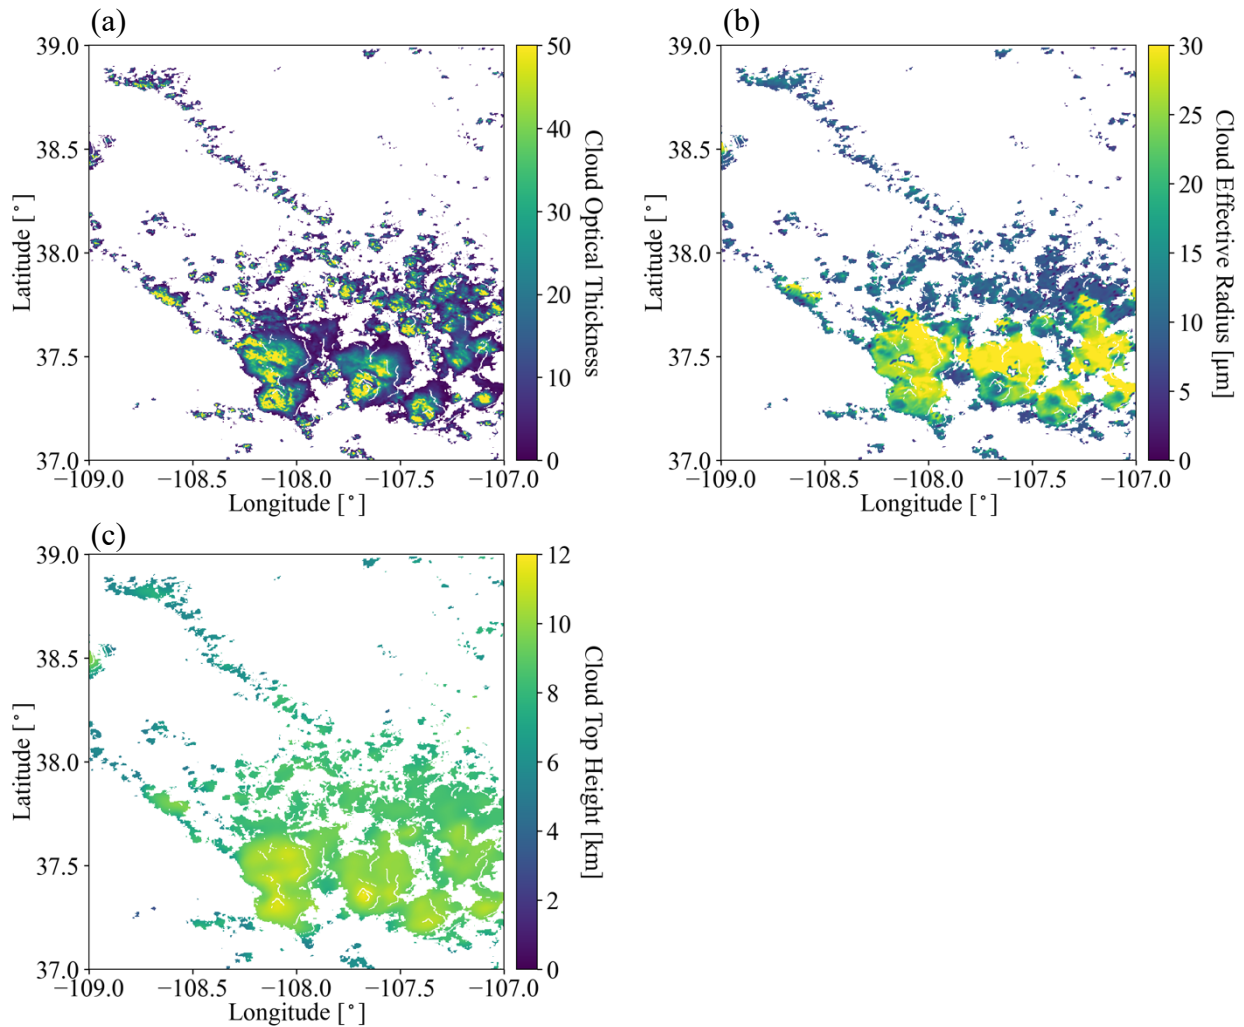 (a)
39.0
38.5
38.0
37.5
37.0
−109.0 −108.5 −108.0 −107.5 −107.0
Latitude [°]
Longitude [°]
50
40
30
20
10
0
Cloud Optical Thickness
(b)
39.0
38.5
38.0
37.5
37.0
−109.0 −108.5 −108.0 −107.5 −107.0
Latitude [°]
Longitude [°]
30
25
20
15
10
5
0
Cloud Effective Radius [μm]
(c)
39.0
38.5
38.0
37.5
37.0
−109.0 −108.5 −108.0 −107.5 −107.0
Latitude [°]
Longitude [°]
12
10
8
6
4
2
0
Cloud Top Height [km]